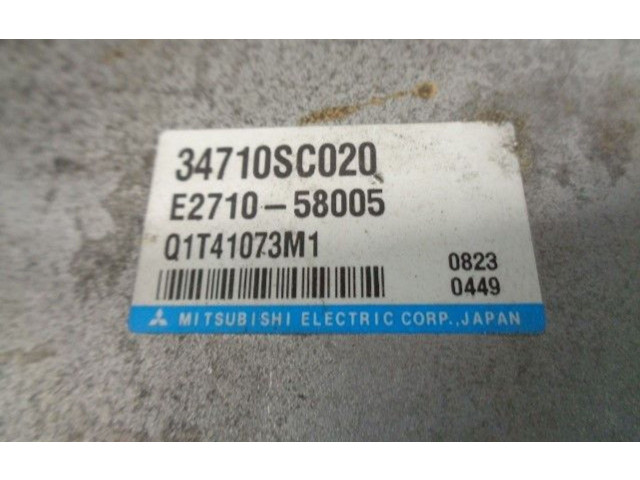 34710SC020
E2710-58005
Q1T41073M1
0823
0449
MITSUBISHI ELECTRIC CORP., JAPAN